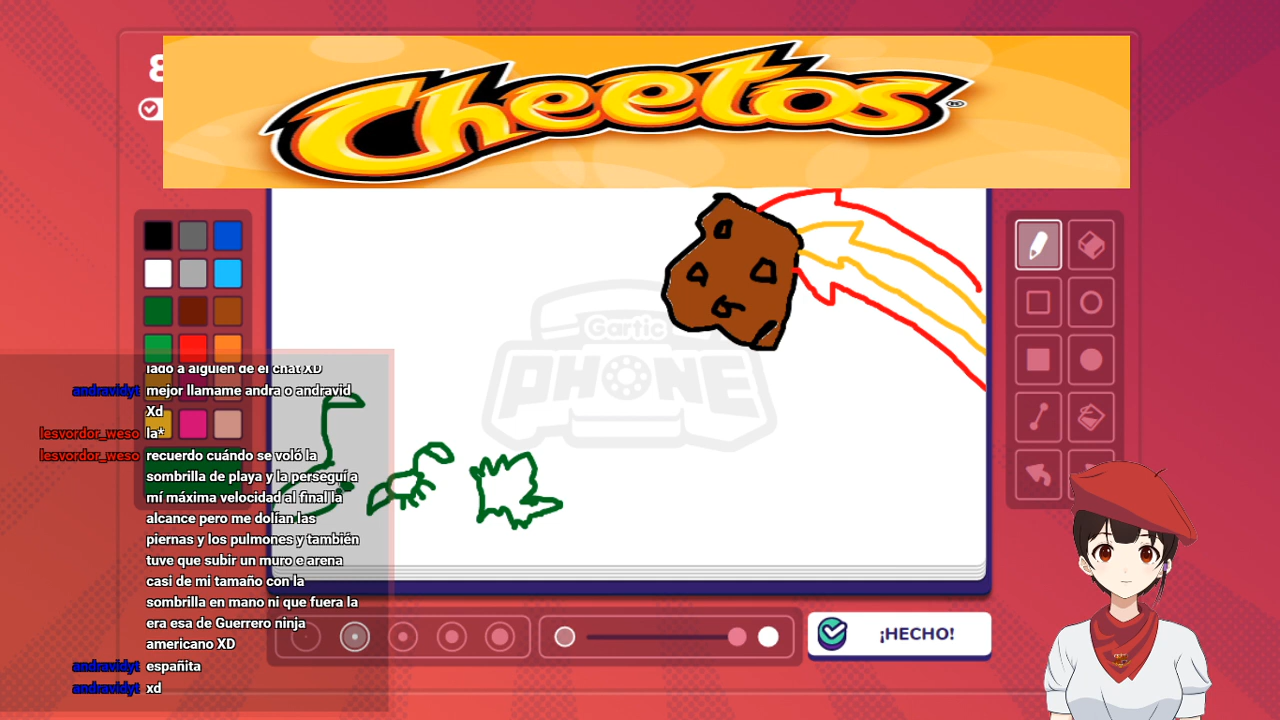 8
Cheetos
Gartic
PHONE
lado a alguien de el chat XD
andravidyt mejor llamame andra o andravid
Xd
lesvordor_weso la*
lesvordor_weso recuerdo cuándo se voló la
sombrilla de playa y la perseguí a
mí máxima velocidad al final la
alcance pero me dolían las
piernas y los pulmones y también
tuve que subir un muro e arena
casi de mi tamaño con la
sombrilla en mano ni que fuera la
era esa de Guerrero ninja
americano XD
andravidyt españita
andravidyt xd
¡HECHO!